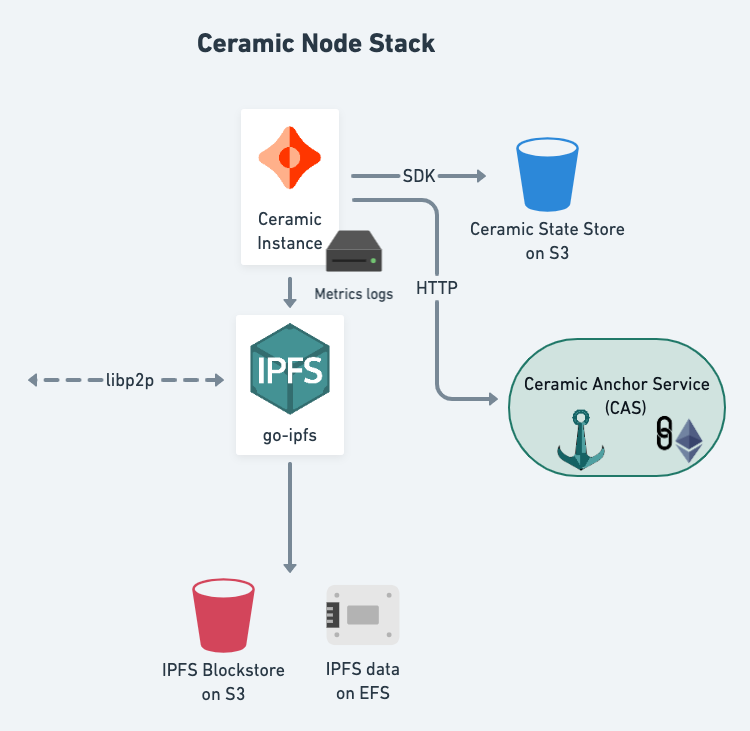 Ceramic Node Stack
Ceramic
Instance
SDK
Ceramic State Store
on S3
Metrics logs
HTTP
IPFS
go-ipfs
libp2p
Ceramic Anchor Service
(CAS)
IPFS Blockstore
on S3
IPFS data
on EFS